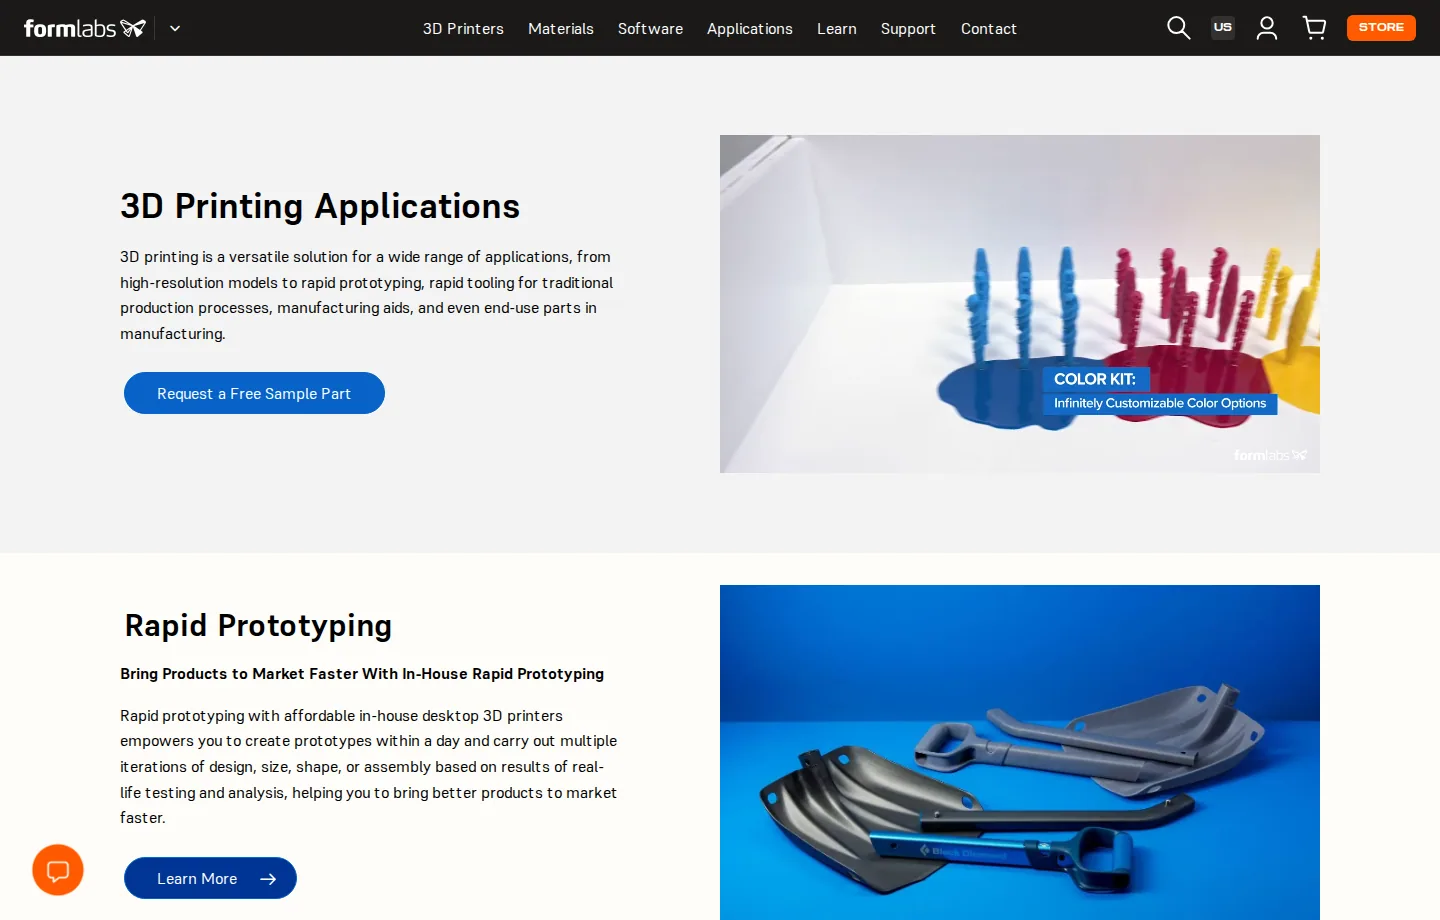 formlabs
3D Printers
Materials
Software
Applications
Learn
Support
Contact
US
STORE
3D Printing Applications
3D printing is a versatile solution for a wide range of applications, from
high-resolution models to rapid prototyping, rapid tooling for traditional
production processes, manufacturing aids, and even end-use parts in
manufacturing.
Request a Free Sample Part
COLOR KIT:
Infinitely Customizable Color Options
formlabs
Rapid Prototyping
Bring Products to Market Faster With In-House Rapid Prototyping
Rapid prototyping with affordable in-house desktop 3D printers
empowers you to create prototypes within a day and carry out multiple
iterations of design, size, shape, or assembly based on results of real-
life testing and analysis, helping you to bring better products to market
faster.
Learn More
Black Diamond